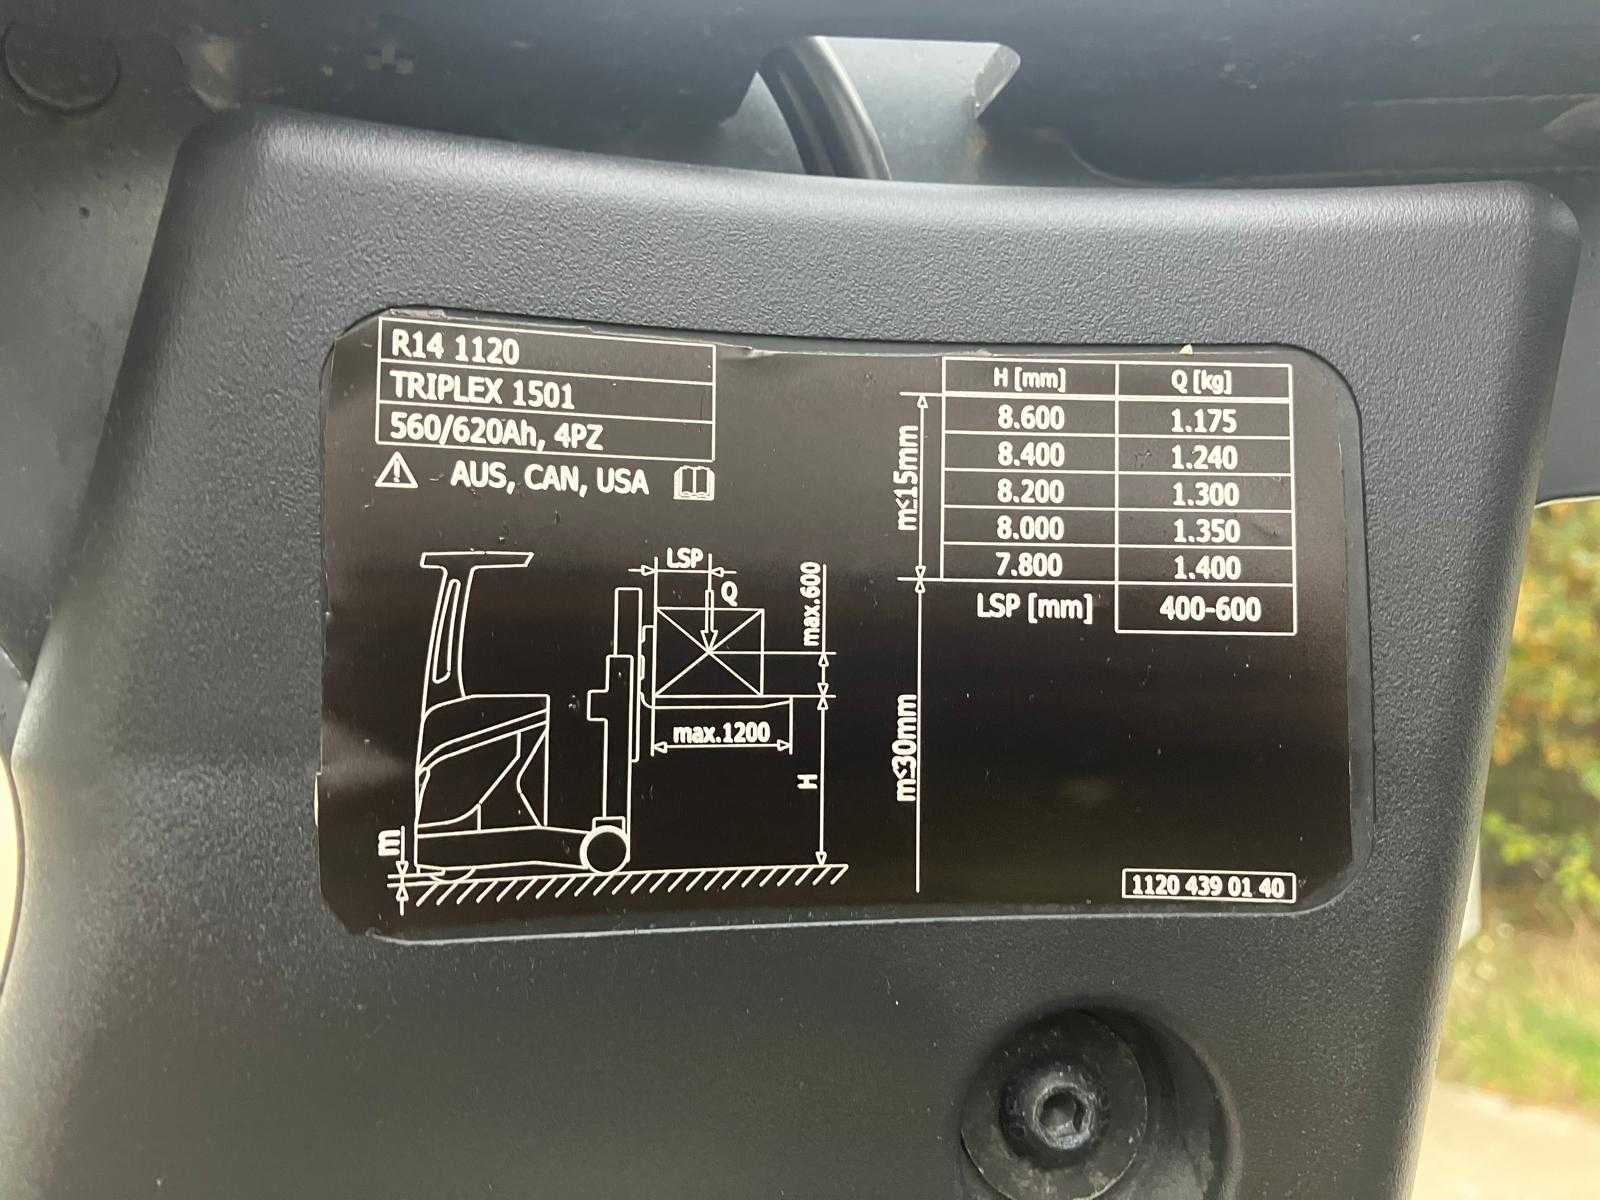 R14 1120
TRIPLEX 1501
560/620Ah, 4PZ
AUS, CAN, USA
H [mm] Q [kg]
8.600 1.175
8.400 1.240
8.200 1.300
8.000 1.350
7.800 1.400
LSP [mm] 400-600
m≤15mm
m≤30mm
LSP
Q
max.600
max.1200
H
m
1120 439 01 40